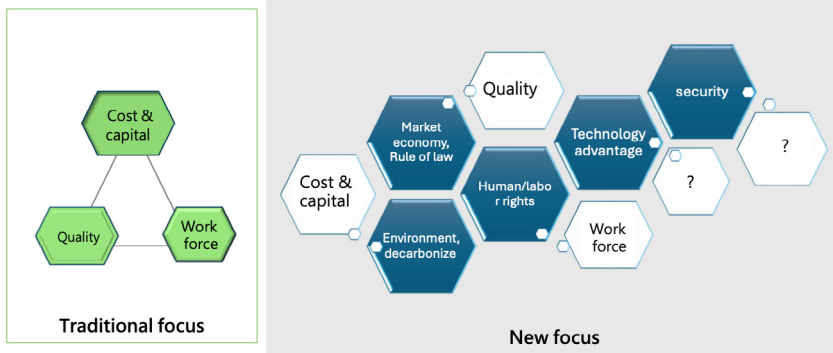 Cost &
capital
Quality
Work
force
Traditional focus
Cost &
capital
Market
economy,
Rule of law
Environment,
decarbonize
Quality
Human/labo
r rights
Technology
advantage
Work
force
security
?
?
New focus